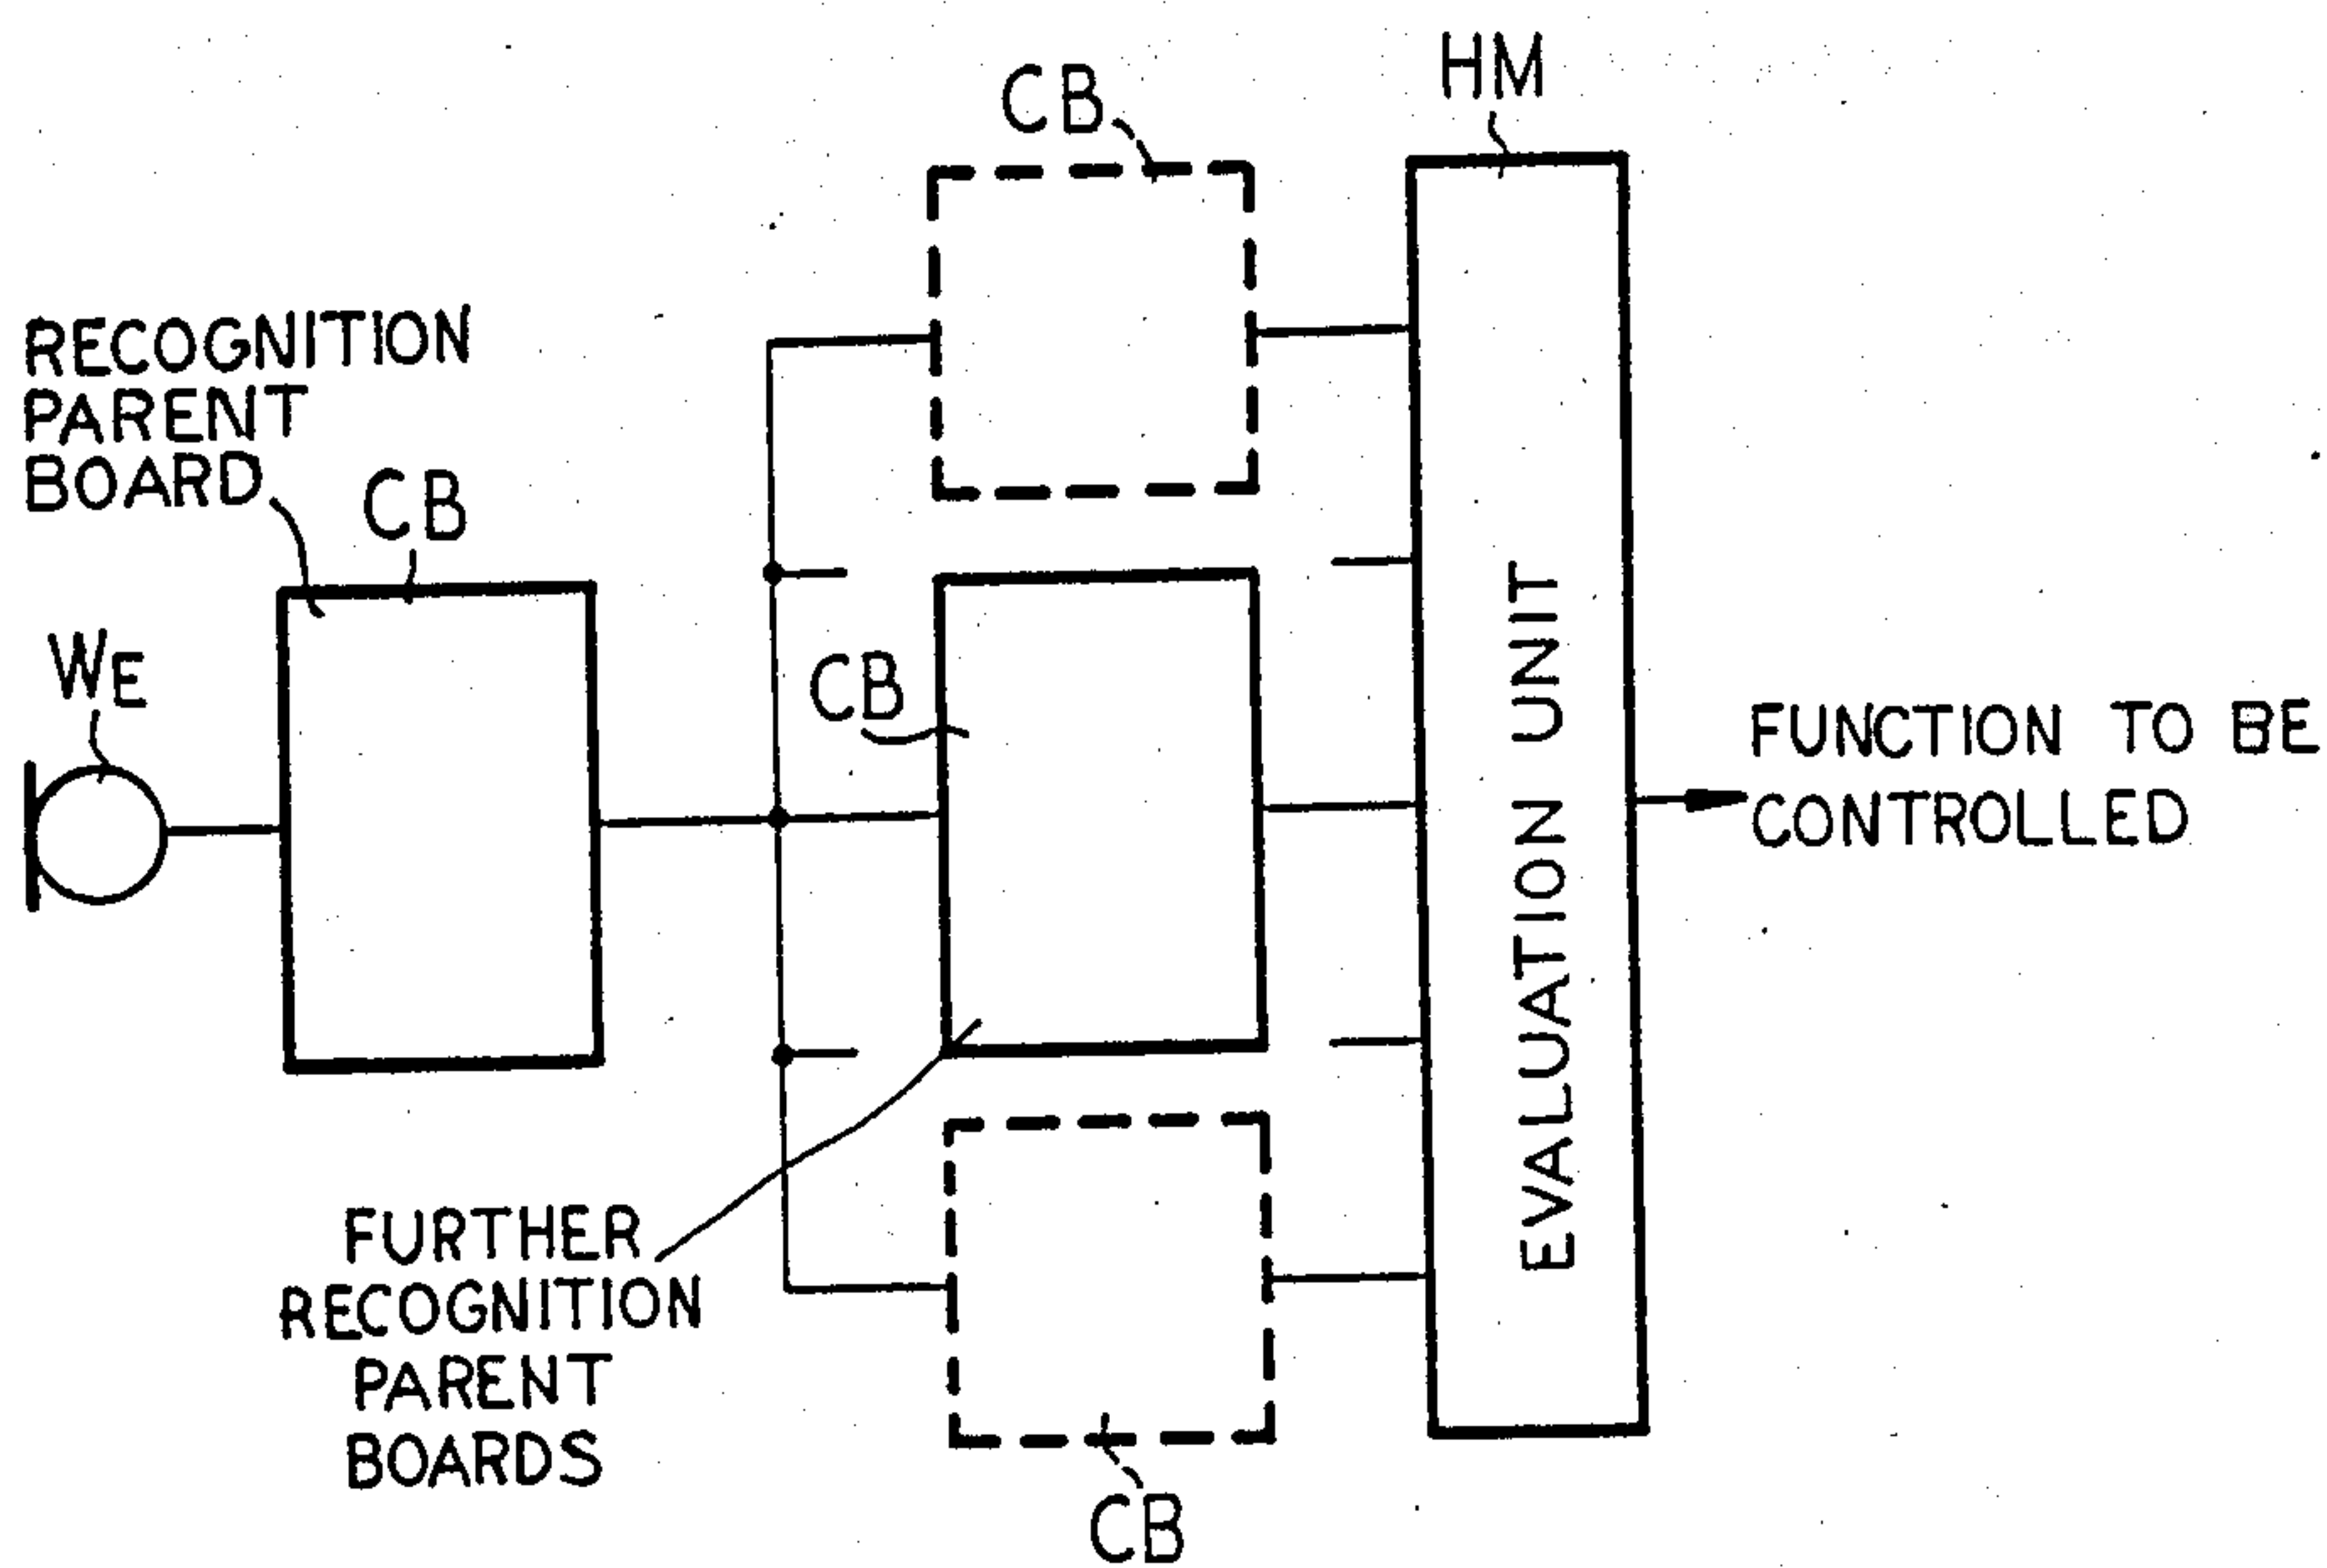 HM
CB
RECOGNITION
PARENT
BOARD
CB
WE
CB
EVALUATION UNIT
FUNCTION TO BE
CONTROLLED
FURTHER
RECOGNITION
PARENT
BOARDS
CB